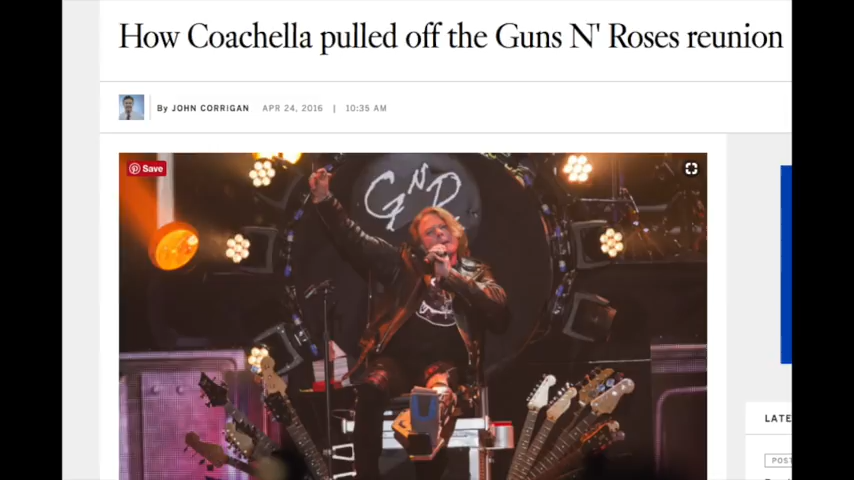 How Coachella pulled off the Guns N' Roses reunion
By JOHN CORRIGAN APR 24, 2016 | 10:35 AM
Save
GNR
LATE
POST